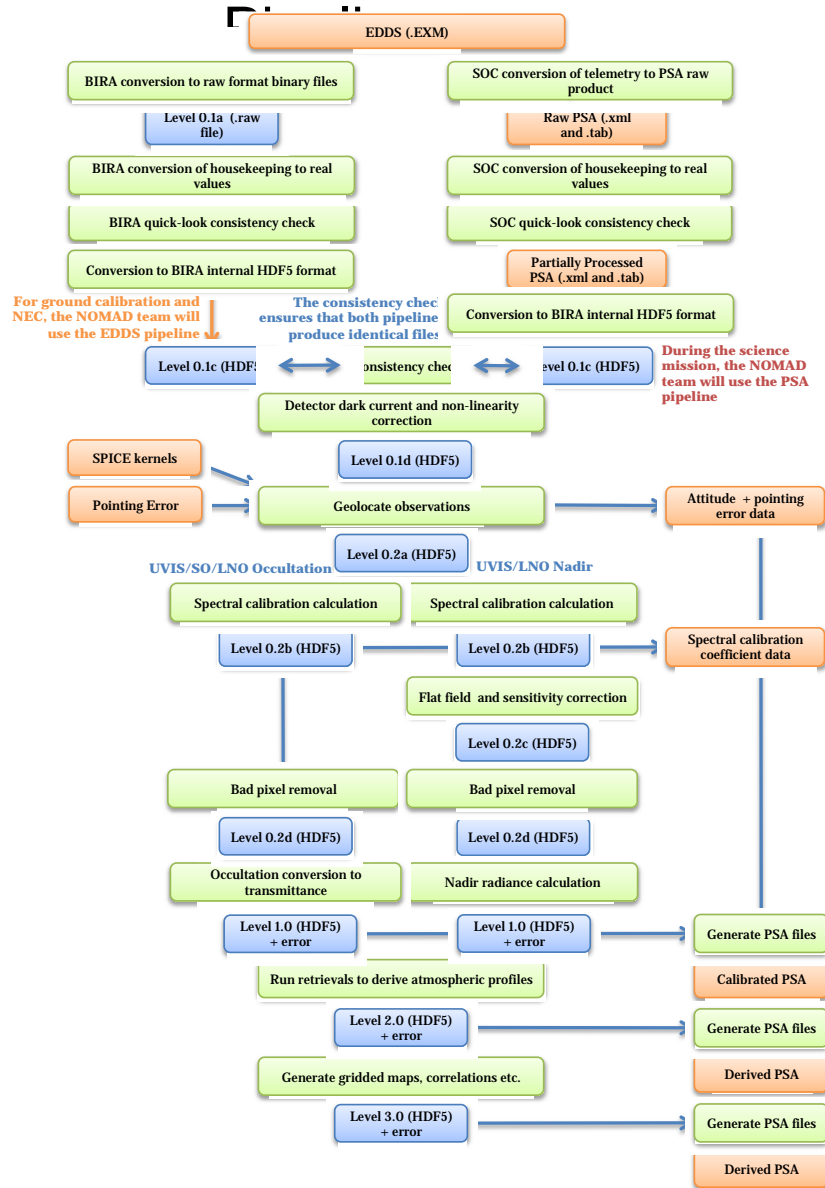 EDDS (.EXM)
BIRA conversion to raw format binary files
SOC conversion of telemetry to PSA raw
product
Level 0.1a (.raw
file)
Raw PSA (.xml
and .tab)
BIRA conversion of housekeeping to real
values
SOC conversion of housekeeping to real
values
BIRA quick-look consistency check
SOC quick-look consistency check
Conversion to BIRA internal HDF5 format
Partially Processed
PSA (.xml and .tab)
For ground calibration and
NEC, the NOMAD team will
use the EDDS pipeline
The consistency
ensures that both
produce identical files
Conversion to BIRA internal HDF5 format
Level 0.1c
0.1c (HDF5)
During the science
mission, the NOMAD
team will use the PSA
pipeline
Detector dark current and non-linearity
correction
SPICE kernels
Level 0.1d (HDF5)
Pointing Error
Geolocate observations
Attitude + pointing
error data
Level 0.2a (HDF5)
UVIS/SO/LNO Occultation
UVIS/LNO Nadir
Spectral calibration calculation
Spectral calibration calculation
Level 0.2b (HDF5)
Level 0.2b (HDF5)
Spectral calibration
coefficient data
Flat field and sensitivity correction
Level 0.2c (HDF5)
Bad pixel removal
Bad pixel removal
Level 0.2d (HDF5)
Level 0.2d (HDF5)
Occultation conversion to
transmittance
Nadir radiance calculation
Level 1.0 (HDF5)
+ error
Level 1.0 (HDF5)
+ error
Generate PSA files
Run retrievals to derive atmospheric profiles
Calibrated PSA
Level 2.0 (HDF5)
+ error
Generate PSA files
Generate gridded maps, correlations etc.
Derived PSA
Level 3.0 (HDF5)
+ error
Generate PSA files
Derived PSA